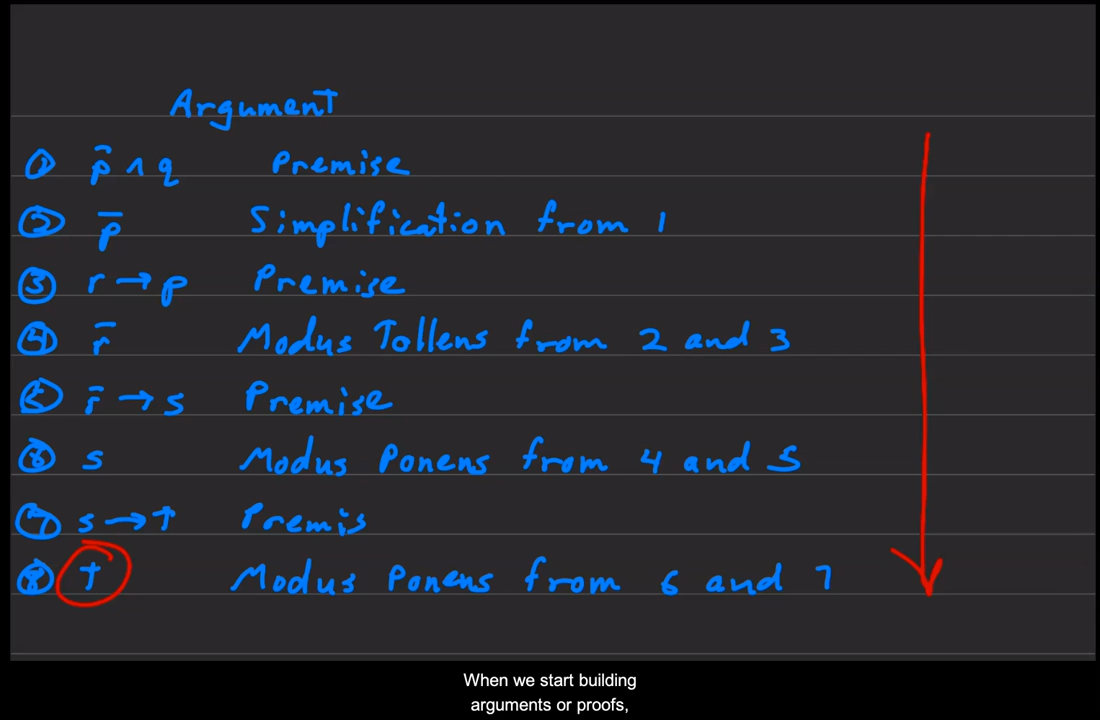 Argument
① p̄ ∧ q Premise
② p̄ Simplification from 1
③ r → p Premise
④ r̄ Modus Tollens from 2 and 3
⑤ r̄ → s Premise
⑥ s Modus Ponens from 4 and 5
⑦ s → t Premis
⑧ t Modus Ponens from 6 and 7
When we start building
arguments or proofs,